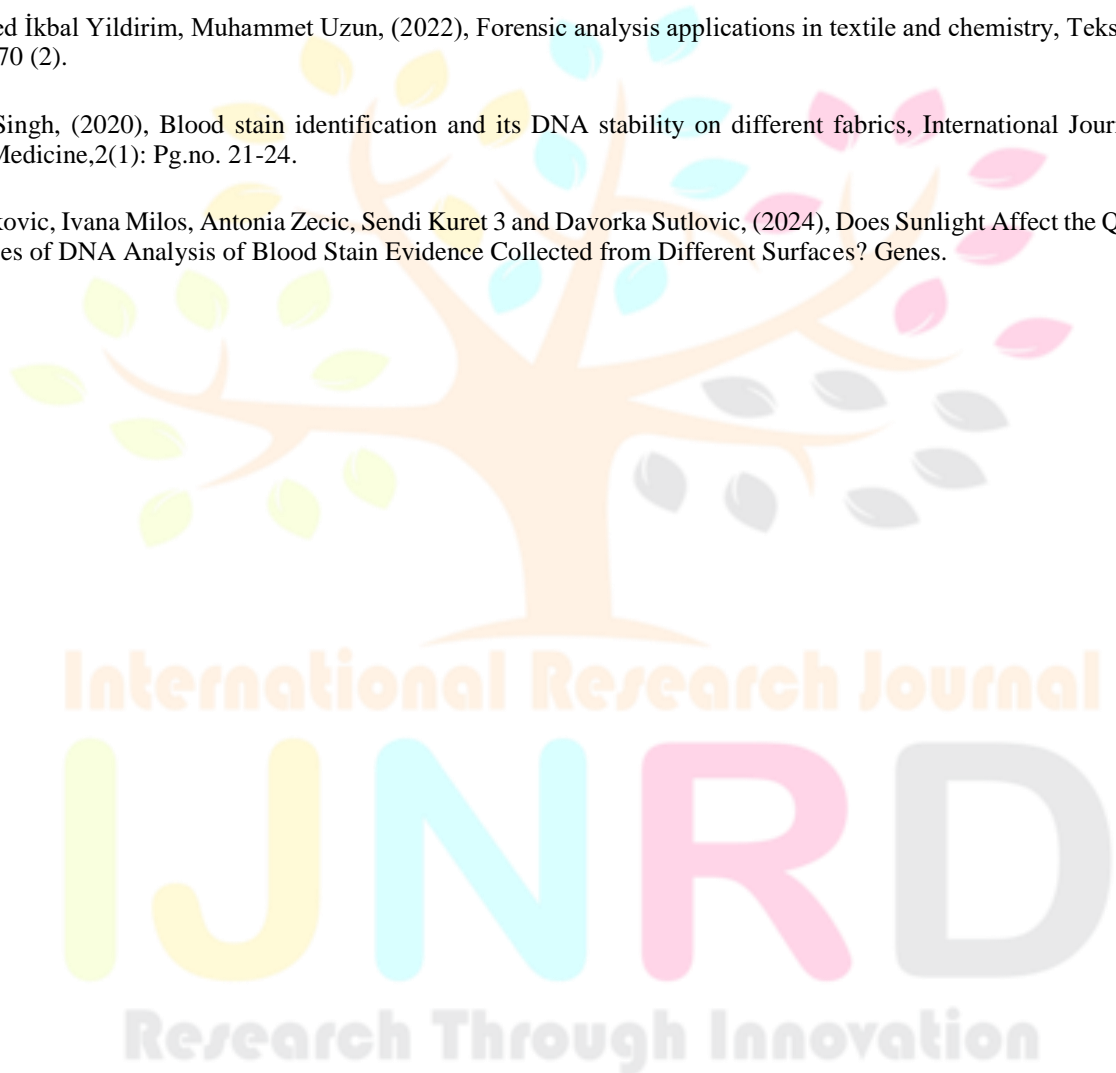 ed İkbal Yildirim, Muhammet Uzun, (2022), Forensic analysis applications in textile and chemistry, Teks
70 (2).
Singh, (2020), Blood stain identification and its DNA stability on different fabrics, International Jour
Medicine,2(1): Pg.no. 21-24.
kovic, Ivana Milos, Antonia Zecic, Sendi Kuret 3 and Davorka Sutlovic, (2024), Does Sunlight Affect the Q
es of DNA Analysis of Blood Stain Evidence Collected from Different Surfaces? Genes.
International Research Journal
IJNRD
Research Through Innovation